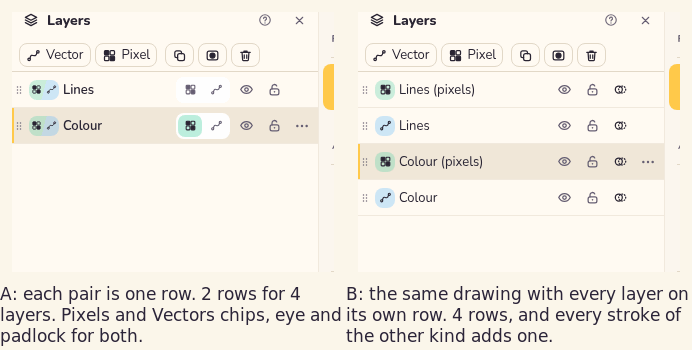 Layers
Vector
Pixel
Lines
Colour
A: each pair is one row. 2 rows for 4
layers. Pixels and Vectors chips, eye and
padlock for both.
Layers
Vector
Pixel
Lines (pixels)
Lines
Colour (pixels)
Colour
B: the same drawing with every layer on
its own row. 4 rows, and every stroke of
the other kind adds one.